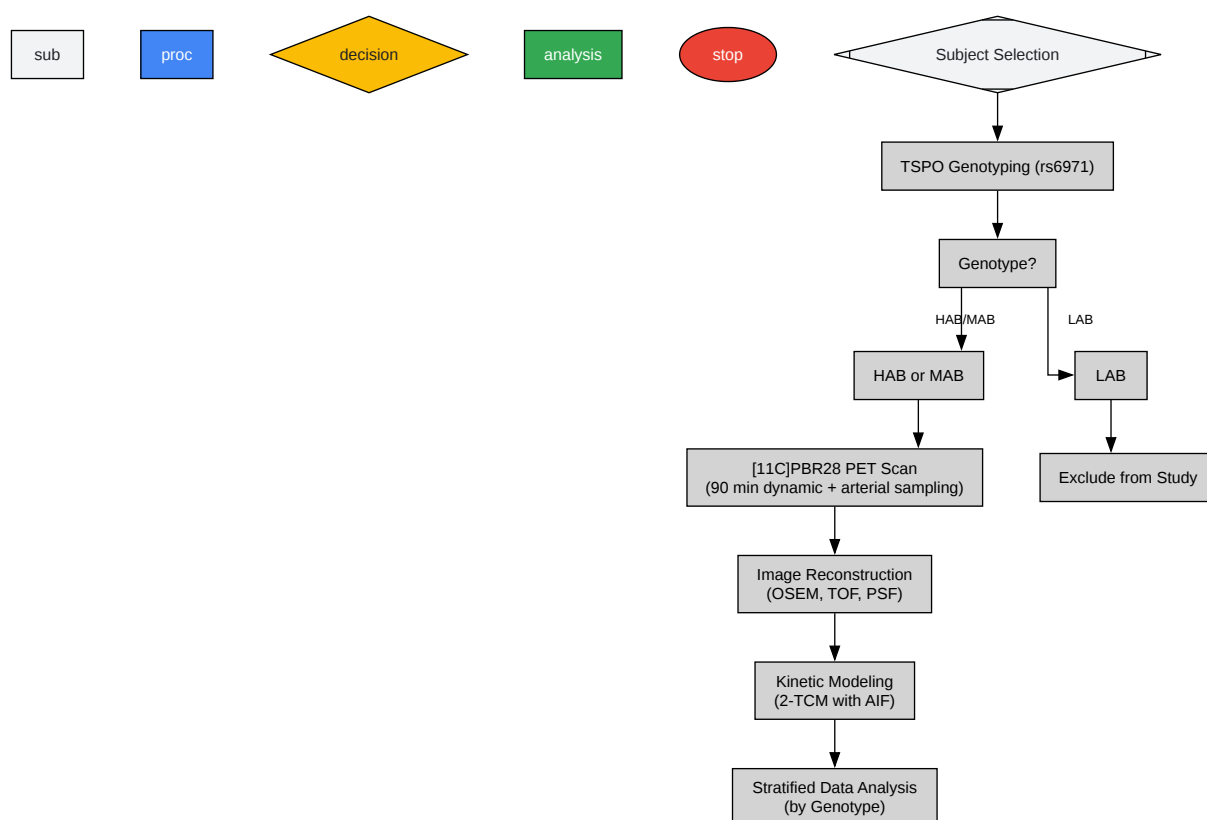 sub
proc
decision
analysis
stop
Subject Selection
TSPO Genotyping (rs6971)
Genotype?
HAB/MAB
LAB
HAB or MAB
LAB
[11C]PBR28 PET Scan
(90 min dynamic + arterial sampling)
Exclude from Study
Image Reconstruction
(OSEM, TOF, PSF)
Kinetic Modeling
(2-TCM with AIF)
Stratified Data Analysis
(by Genotype)